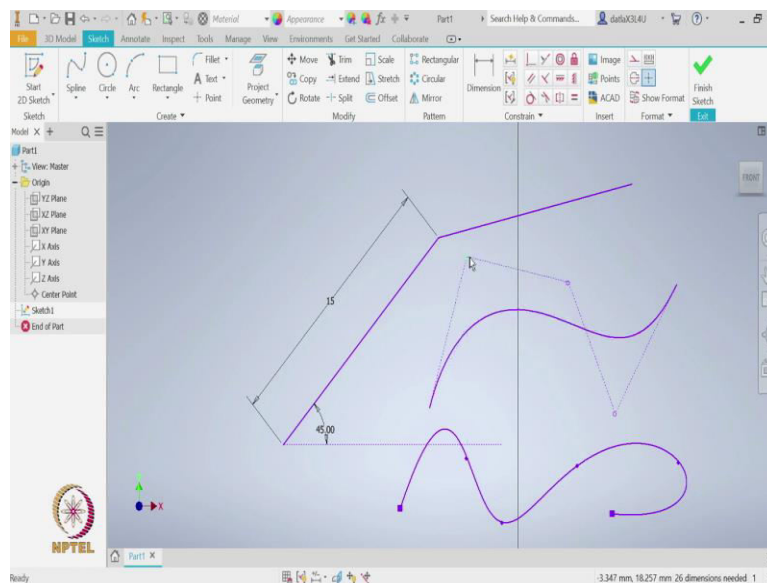 Material Appearance fx Part1 Search Help & Commands... datlaX3L4U
File 3D Model Sketch Annotate Inspect Tools Manage View Environments Get Started Collaborate
Start 2D Sketch
Spline
Circle
Arc
Rectangle
Fillet
Text
Point
Project Geometry
Move Trim Scale
Copy Extend Stretch
Rotate Split Offset
Rectangular
Circular
Mirror
Dimension
Image
Points
ACAD
Show Format
Finish Sketch
Sketch Create Modify Pattern Constrain Insert Format Exit
Model X +
Part1
View: Master
Origin
YZ Plane
XZ Plane
XY Plane
X Axis
Y Axis
Z Axis
Center Point
Sketch1
End of Part
FRONT
15
45.00
X
NPTEL
Part1 X
Ready
-3.347 mm, 18.257 mm 26 dimensions needed 1